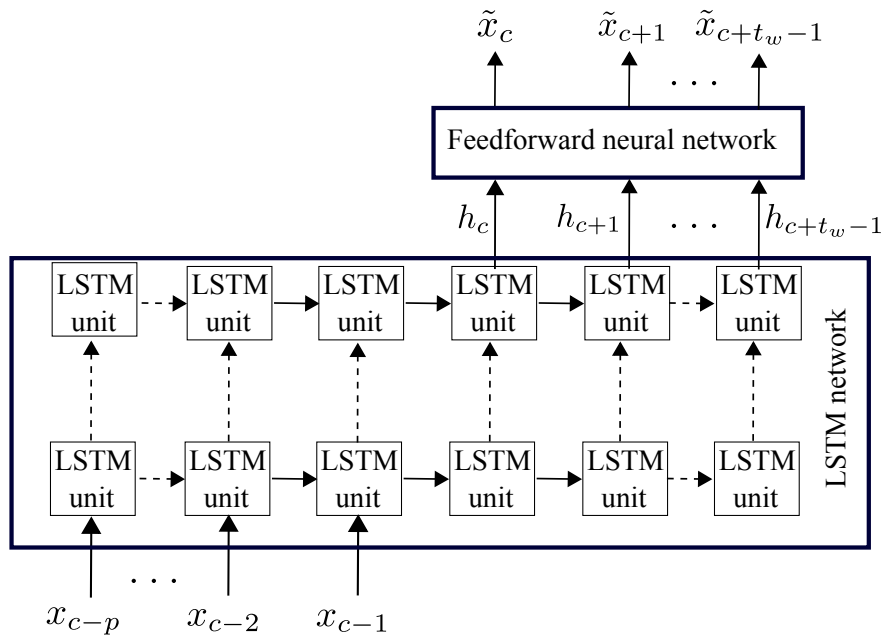 x̃_c x̃_{c+1} x̃_{c+t_w−1}
. . .
Feedforward neural network
h_c h_{c+1} . . . h_{c+t_w−1}
LSTM unit LSTM unit LSTM unit LSTM unit LSTM unit LSTM unit
LSTM network
LSTM unit LSTM unit LSTM unit LSTM unit LSTM unit LSTM unit
. . .
x_{c−p} x_{c−2} x_{c−1}